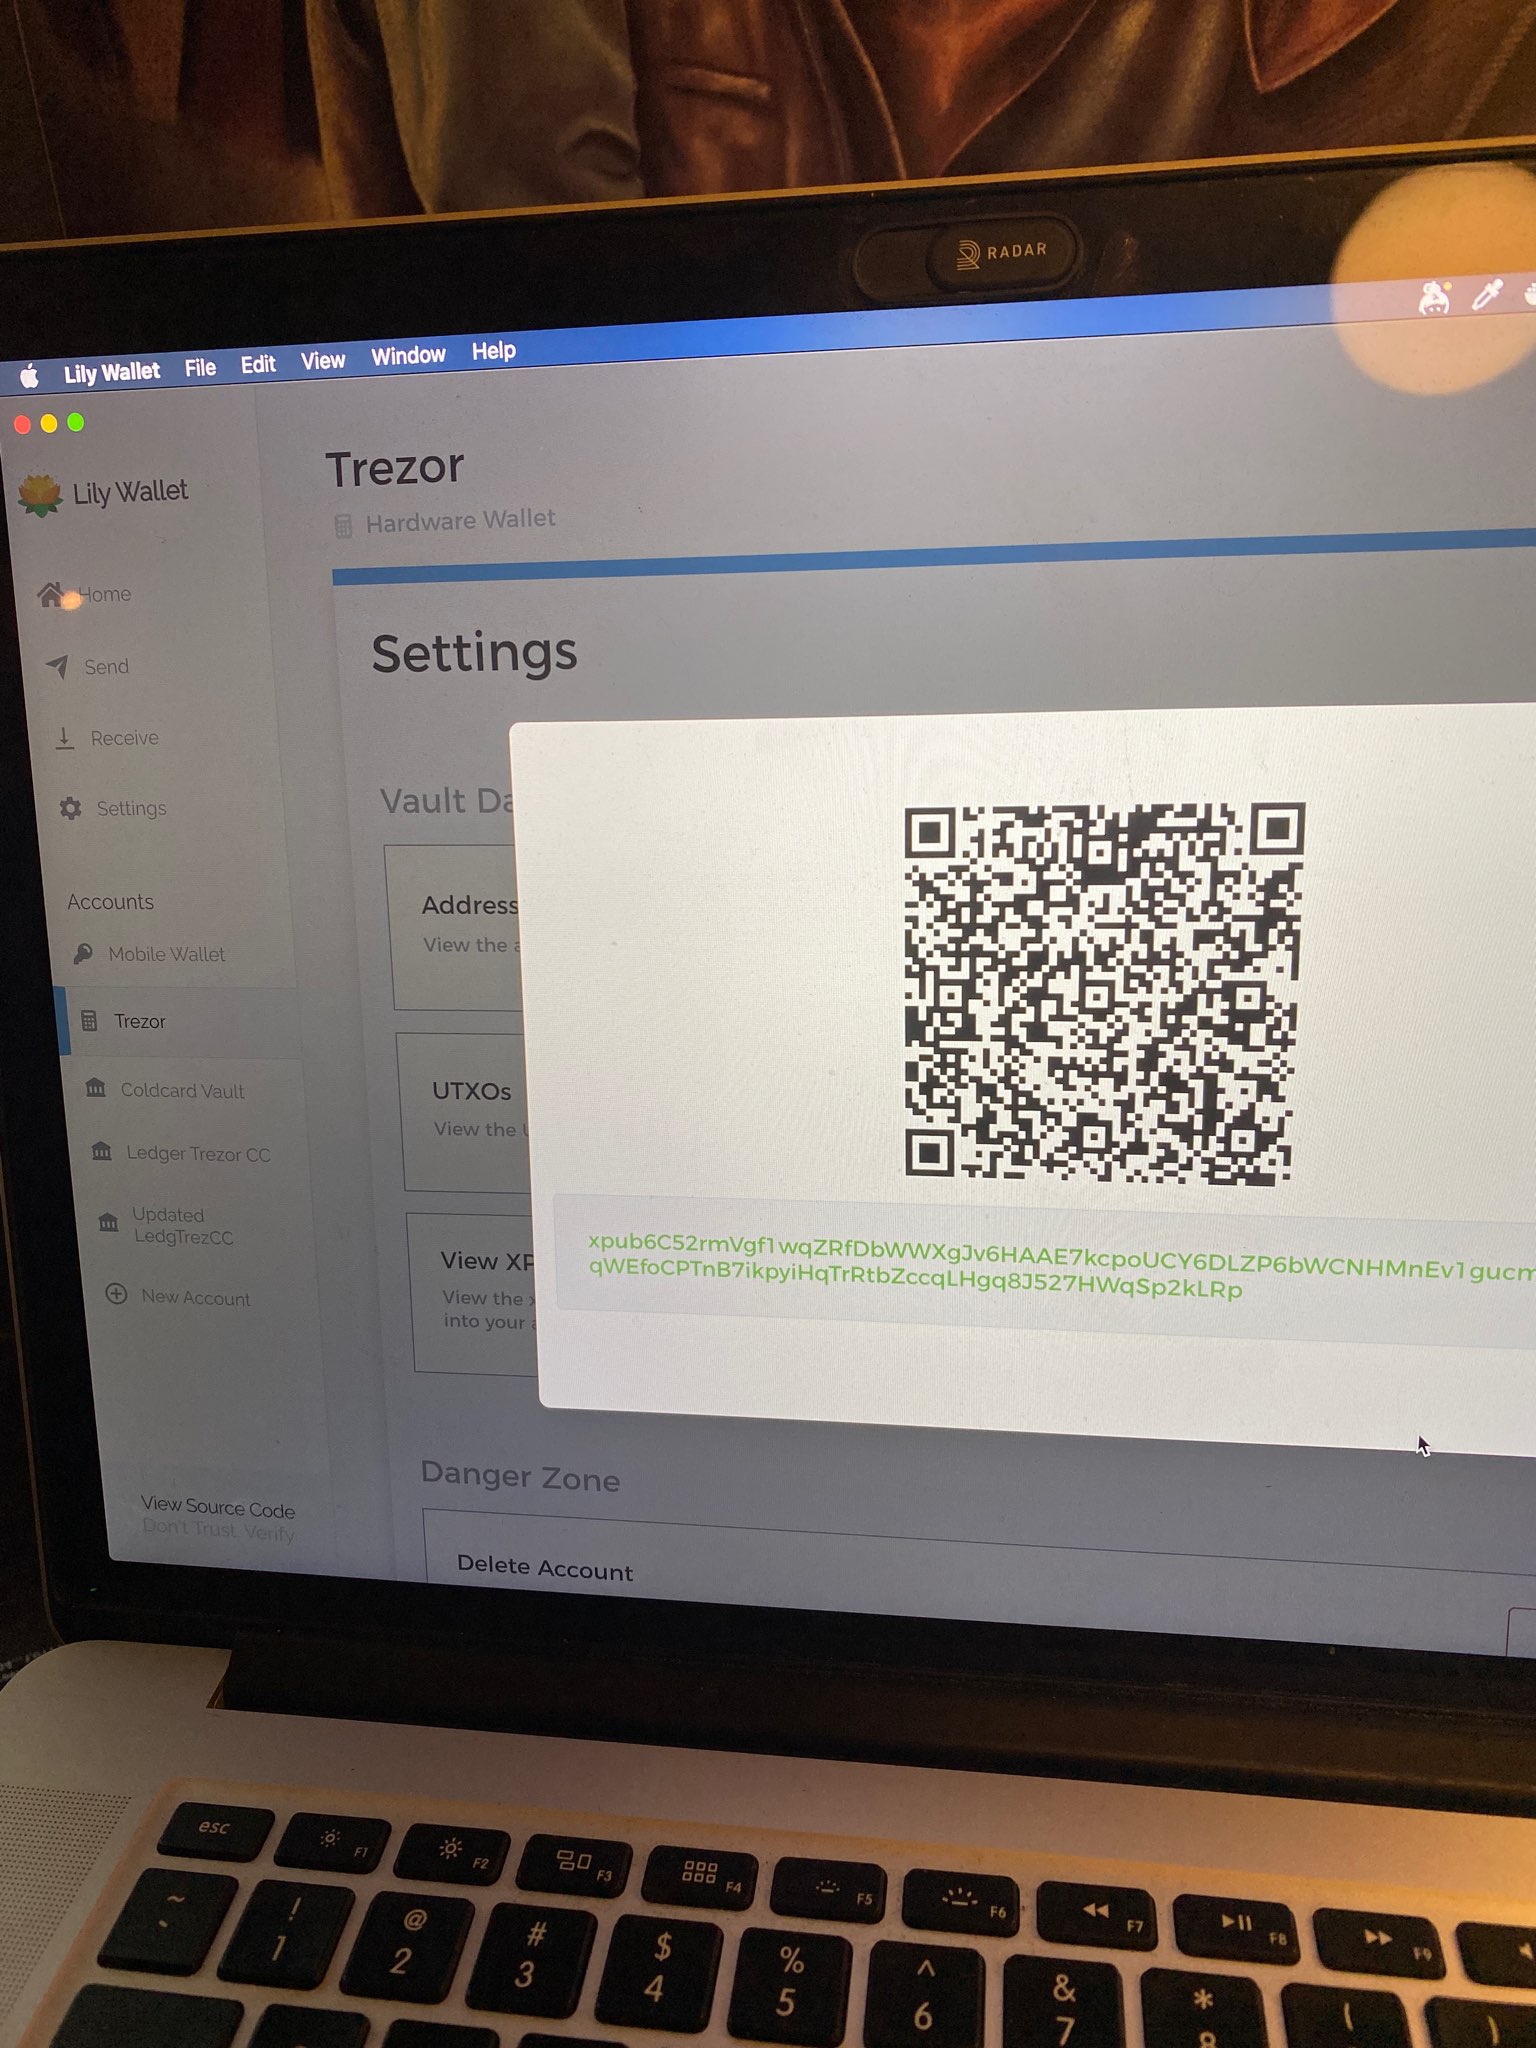 RADAR
Lily Wallet File Edit View Window Help
Lily Wallet
Home
Send
Receive
Settings
Accounts
Mobile Wallet
Trezor
Coldcard Vault
Ledger Trezor CC
Updated
LedgTrezCC
New Account
View Source Code
Don't Trust. Verify
Trezor
Hardware Wallet
Settings
Vault Da
Address
View the a
UTXOs
View the
View XP
View the x
into your a
xpub6C52rmVgf1wqZRfDbWWXgJv6HAAE7kcpoUCY6DLZP6bWCNHMnEv1gucm
qWEfoCPTnB7ikpyiHqTrRtbZccqLHgq8J527HWqSp2kLRp
Danger Zone
Delete Account
esc F1 F2 F3 F4 F5 F6 F7 F8 F9
~ ! @ # $ % ^ & * ( )
1 2 3 4 5 6 7 8